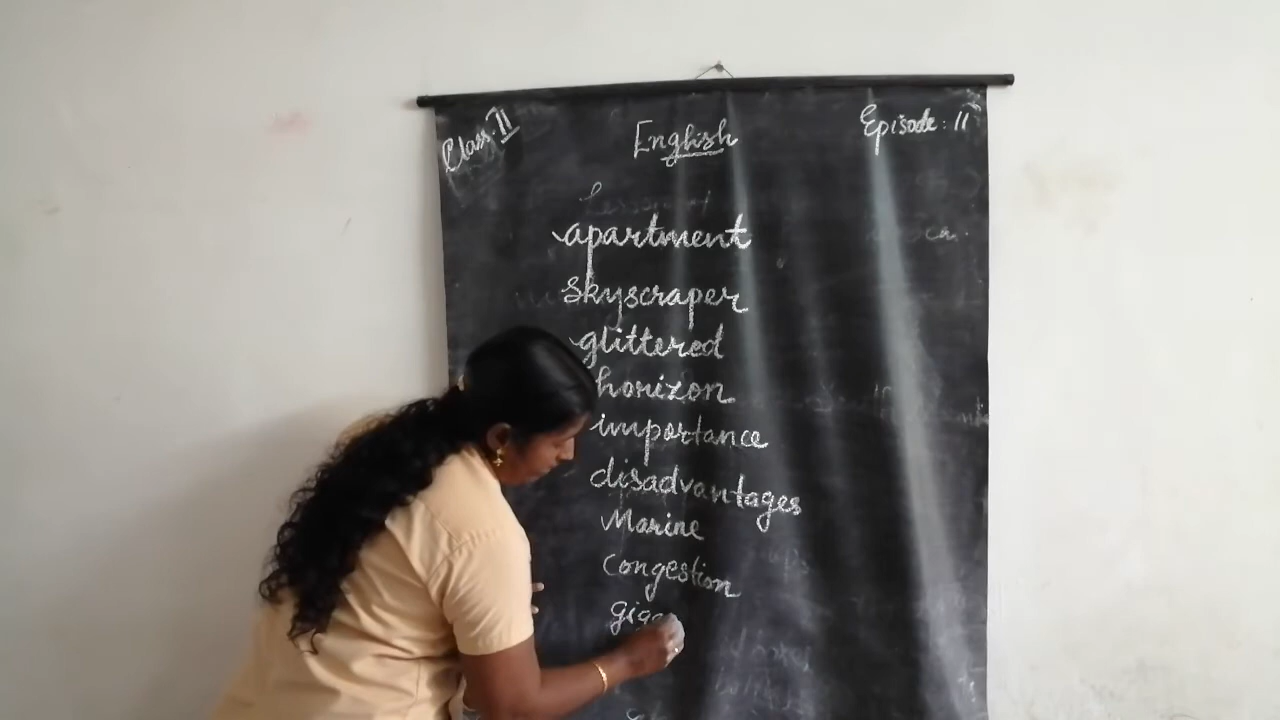 Class: II
English
Episode: 11
apartment
skyscraper
glittered
horizon
importance
disadvantages
Marine
Congestion